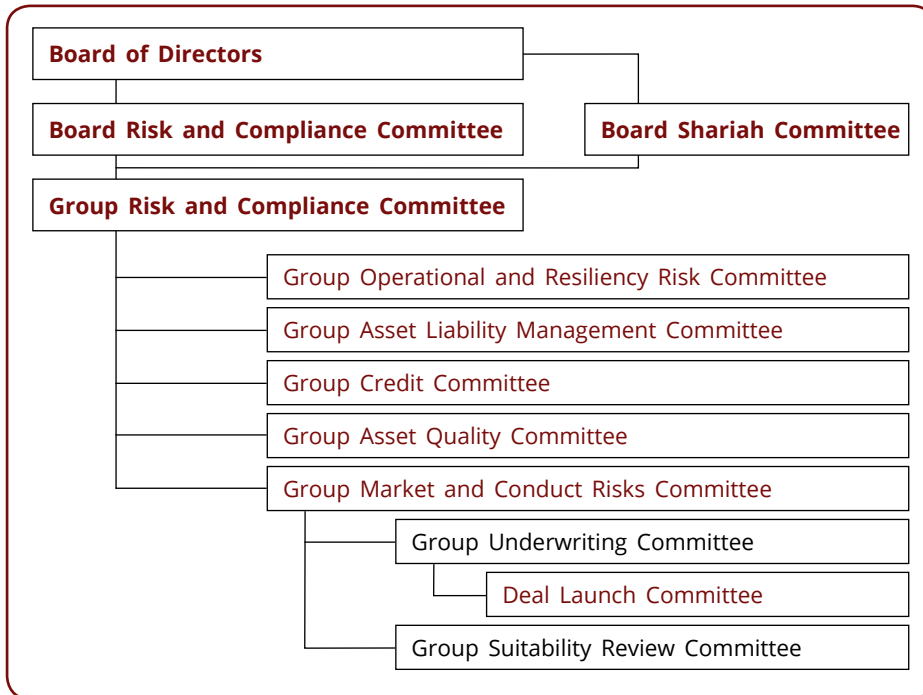 Board of Directors
Board Risk and Compliance Committee
Board Shariah Committee
Group Risk and Compliance Committee
Group Operational and Resiliency Risk Committee
Group Asset Liability Management Committee
Group Credit Committee
Group Asset Quality Committee
Group Market and Conduct Risks Committee
Group Underwriting Committee
Deal Launch Committee
Group Suitability Review Committee